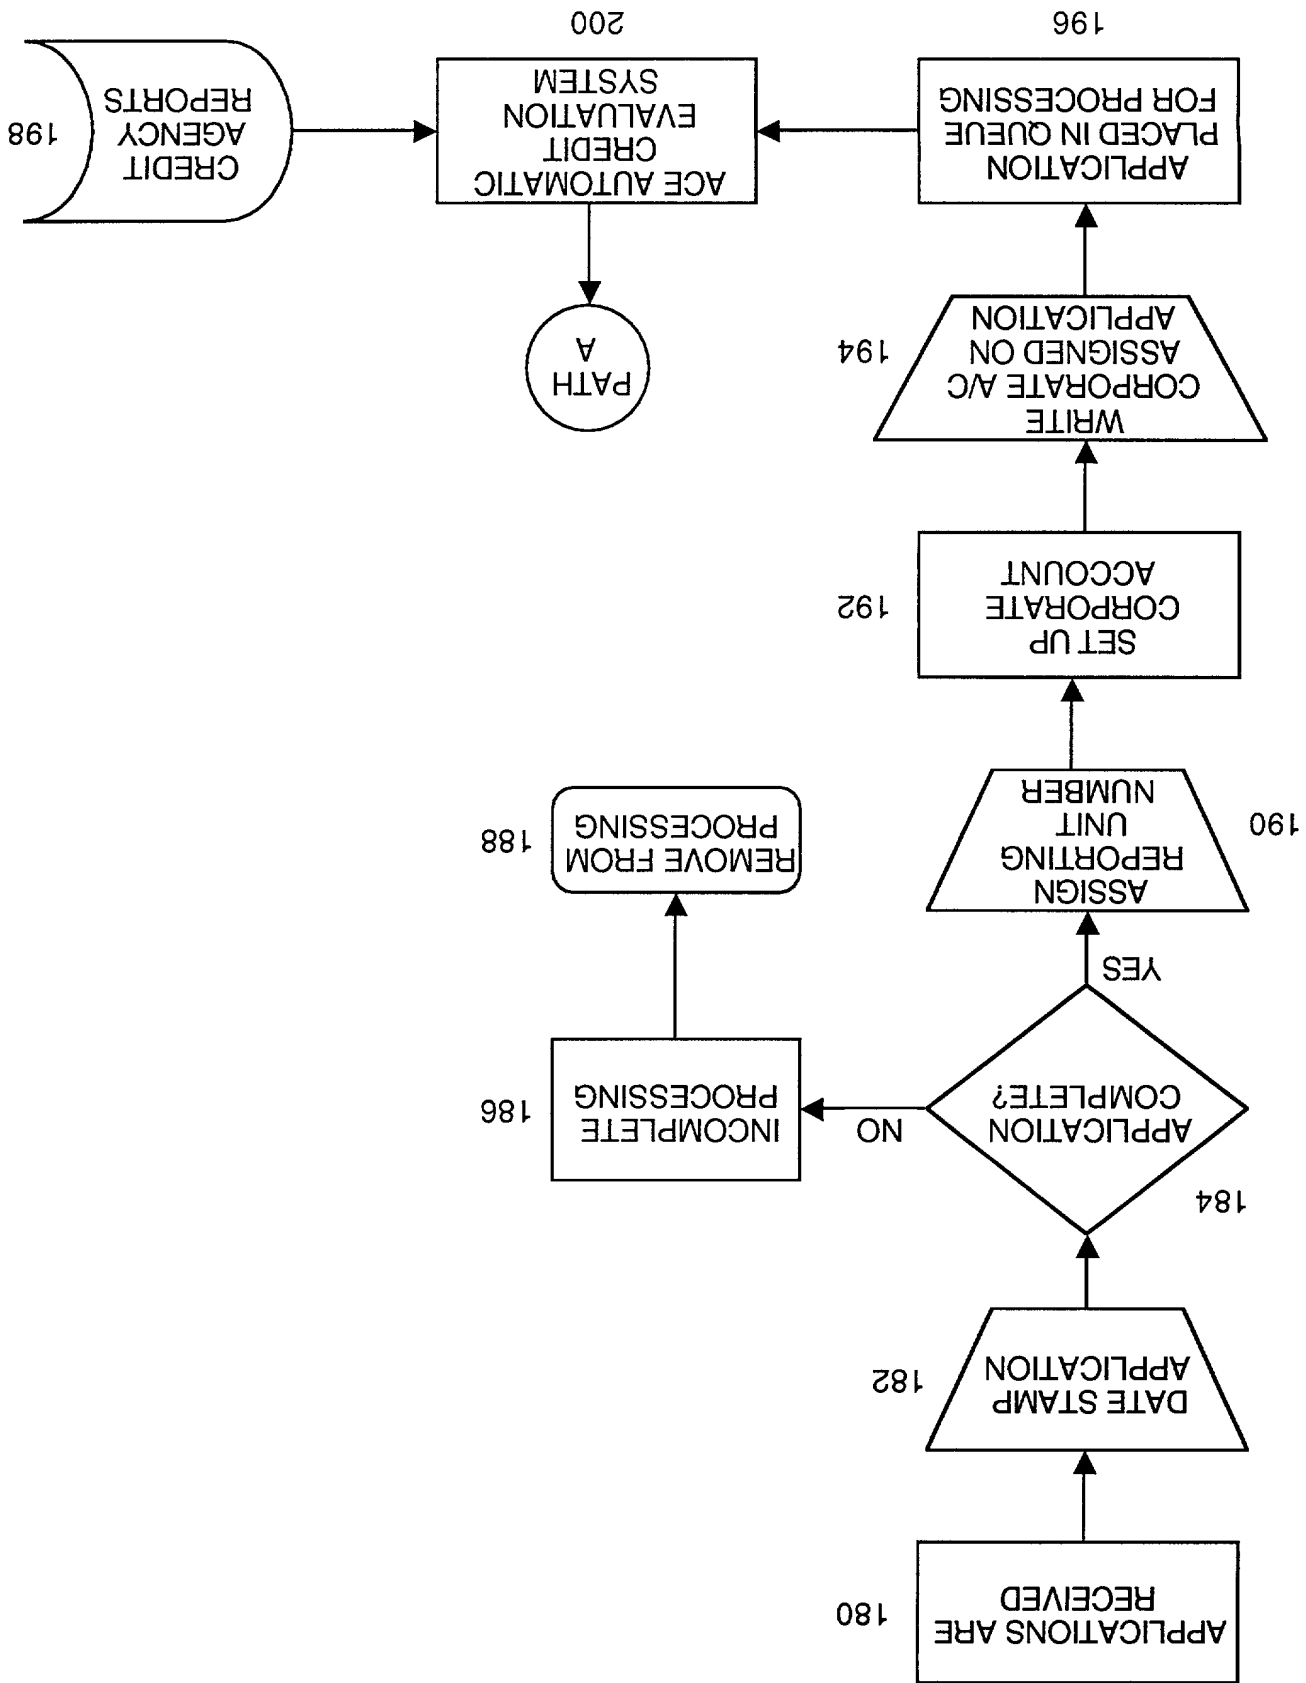 APPLICATIONS ARE
RECEIVED
180
DATE STAMP
APPLICATION
182
184
APPLICATION
COMPLETE?
NO
INCOMPLETE
PROCESSING
186
YES
REMOVE FROM
PROCESSING
188
190
ASSIGN
REPORTING
UNIT
NUMBER
SET UP
CORPORATE
ACCOUNT
192
WRITE
CORPORATE A/C
ASSIGNED ON
APPLICATION
194
PATH
A
APPLICATION
PLACED IN QUEUE
FOR PROCESSING
196
ACE AUTOMATIC
CREDIT
EVALUATION
SYSTEM
200
CREDIT
AGENCY
REPORTS
198